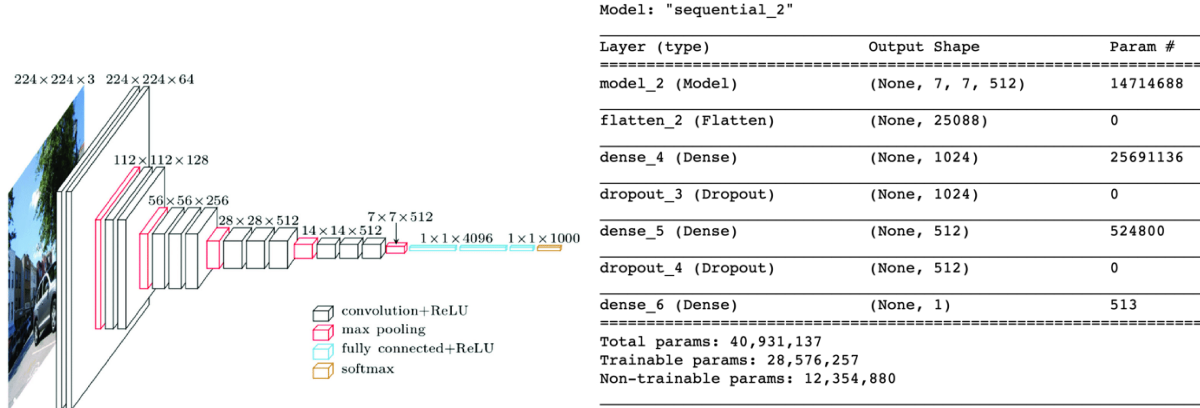 224×224×3 224×224×64
112×112×128
56×56×256
28×28×512
14×14×512
7×7×512
1×1×4096 1×1×1000
convolution+ReLU
max pooling
fully connected+ReLU
softmax
Model: "sequential_2"
Layer (type) Output Shape Param #
================================================================
model_2 (Model) (None, 7, 7, 512) 14714688
flatten_2 (Flatten) (None, 25088) 0
dense_4 (Dense) (None, 1024) 25691136
dropout_3 (Dropout) (None, 1024) 0
dense_5 (Dense) (None, 512) 524800
dropout_4 (Dropout) (None, 512) 0
dense_6 (Dense) (None, 1) 513
================================================================
Total params: 40,931,137
Trainable params: 28,576,257
Non-trainable params: 12,354,880